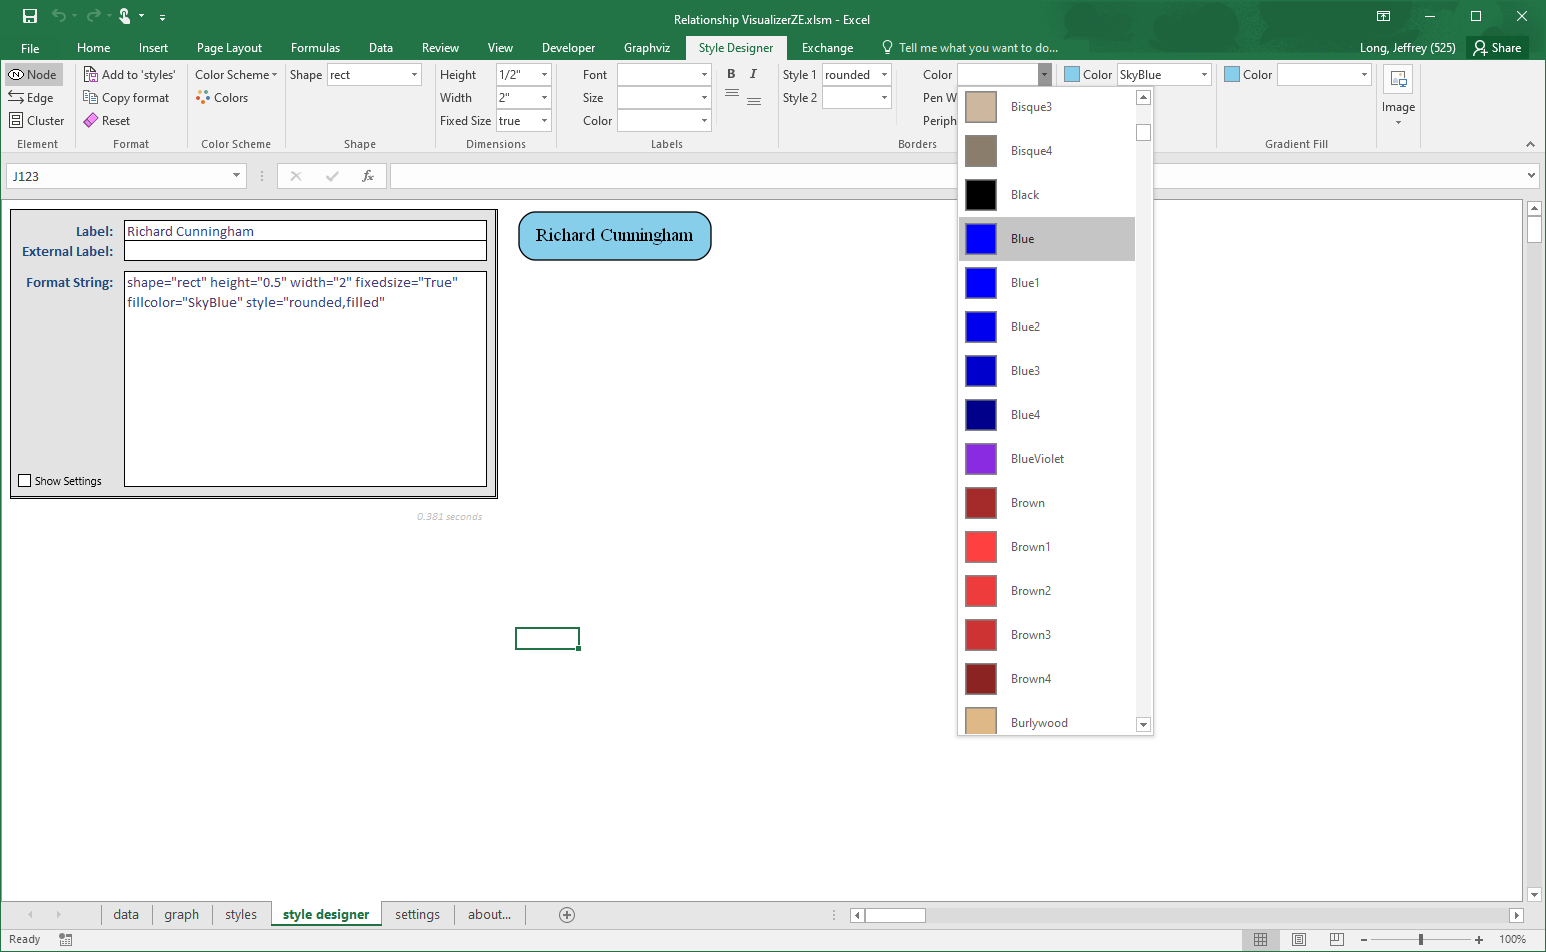 Relationship VisualizerZE.xlsm - Excel
File Home Insert Page Layout Formulas Data Review View Developer Graphviz Style Designer Exchange Tell me what you want to do... Long, Jeffrey (525) Share
Node Add to 'styles' Color Scheme Shape rect Height 1/2" Font B I Style 1 rounded Color Color SkyBlue Color
Edge Copy format Colors Width 2" Size Style 2 Pen W
Cluster Reset Fixed Size true Color Periph Image
Element Format Color Scheme Shape Dimensions Labels Borders Gradient Fill
J123 fx
Label: Richard Cunningham
External Label:
Format String: shape="rect" height="0.5" width="2" fixedsize="True"
fillcolor="SkyBlue" style="rounded,filled"
Show Settings
0.381 seconds
Richard Cunningham
Bisque3
Bisque4
Black
Blue
Blue1
Blue2
Blue3
Blue4
BlueViolet
Brown
Brown1
Brown2
Brown3
Brown4
Burlywood
data graph styles style designer settings about...
Ready 100%